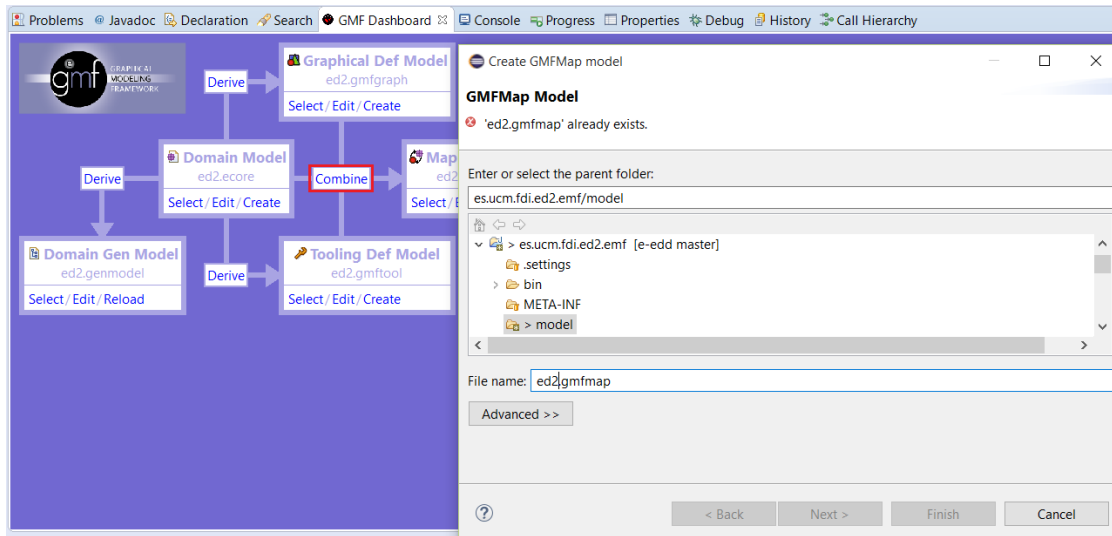 Problems @ Javadoc Declaration Search GMF Dashboard Console Progress Properties Debug History Call Hierarchy
gmf
GRAPHICAL
MODELING
FRAMEWORK
Derive
Graphical Def Model
ed2.gmfgraph
Select / Edit / Create
Derive
Domain Model
ed2.ecore
Select / Edit / Create
Combine
Map
ed2
Select / E
Domain Gen Model
ed2.genmodel
Select / Edit / Reload
Derive
Tooling Def Model
ed2.gmftool
Select / Edit / Create
Create GMFMap model
GMFMap Model
'ed2.gmfmap' already exists.
Enter or select the parent folder:
es.ucm.fdi.ed2.emf/model
> es.ucm.fdi.ed2.emf [e-edd master]
.settings
bin
META-INF
> model
File name: ed2.gmfmap
Advanced >>
< Back Next > Finish Cancel